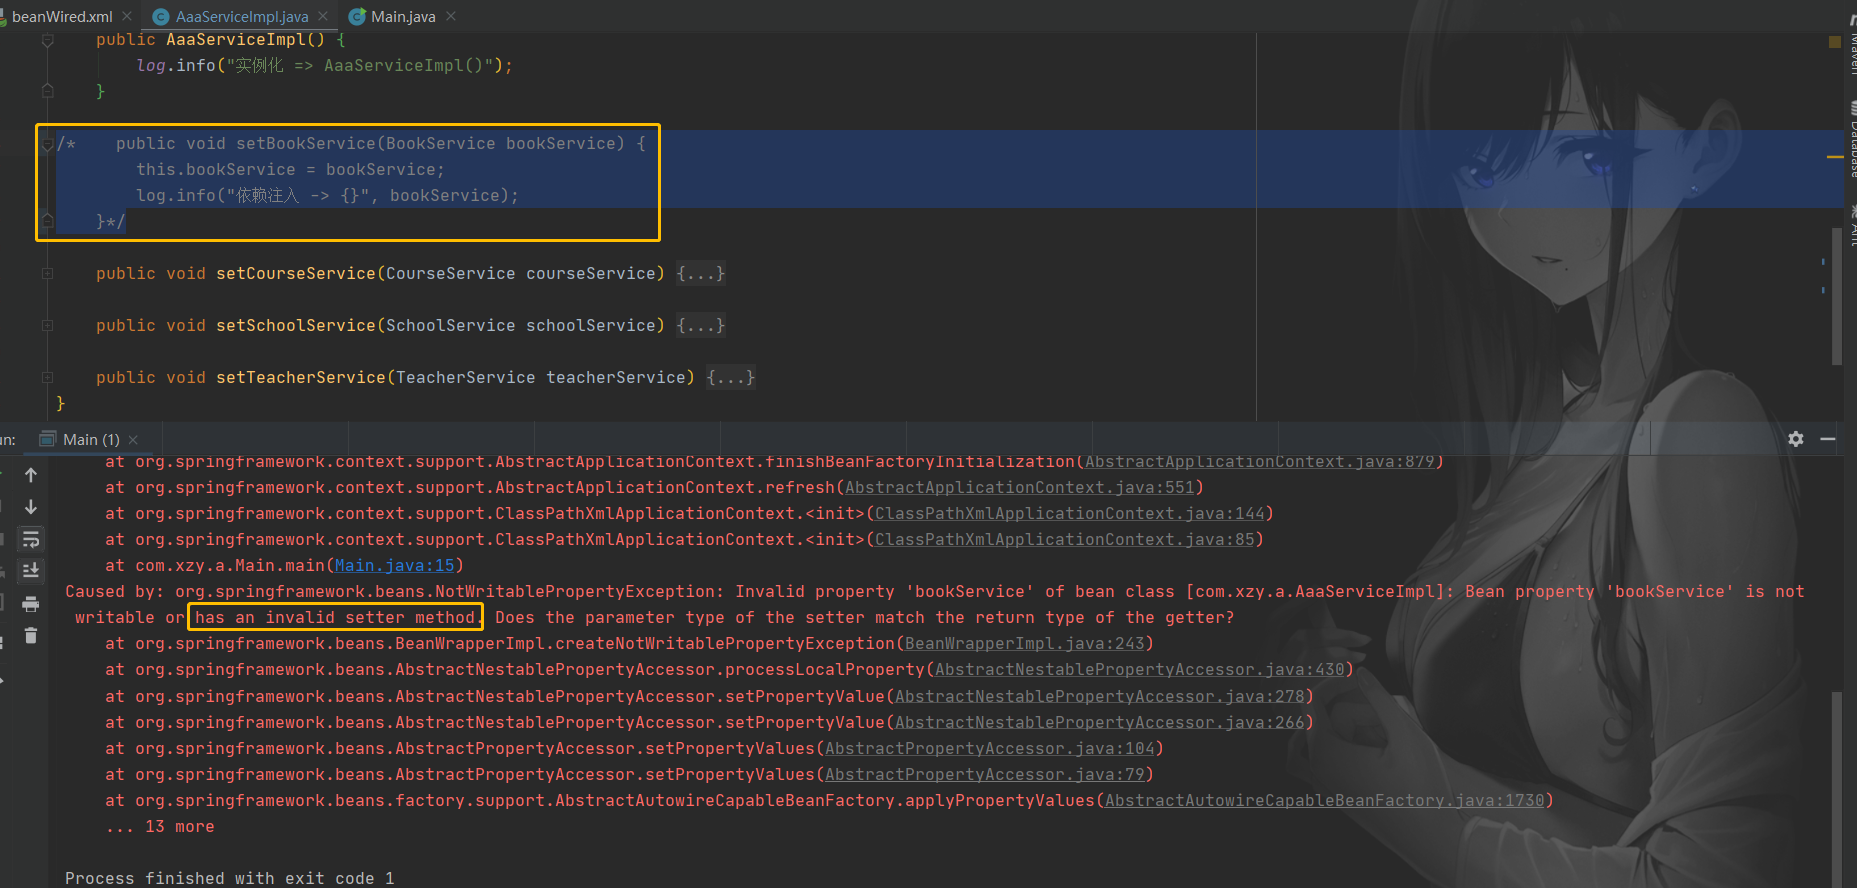 beanWired.xml AaaServiceImpl.java Main.java
public AaaServiceImpl() {
log.info("实例化 => AaaServiceImpl()");
}
/*    public void setBookService(BookService bookService) {
this.bookService = bookService;
log.info("依赖注入 -> {}", bookService);
}*/
public void setCourseService(CourseService courseService) {...}
public void setSchoolService(SchoolService schoolService) {...}
public void setTeacherService(TeacherService teacherService) {...}
}
Maven
Database
Ant
un: Main (1)
at org.springframework.context.support.AbstractApplicationContext.finishBeanFactoryInitialization(AbstractApplicationContext.java:879)
at org.springframework.context.support.AbstractApplicationContext.refresh(AbstractApplicationContext.java:551)
at org.springframework.context.support.ClassPathXmlApplicationContext.<init>(ClassPathXmlApplicationContext.java:144)
at org.springframework.context.support.ClassPathXmlApplicationContext.<init>(ClassPathXmlApplicationContext.java:85)
at com.xzy.a.Main.main(Main.java:15)
Caused by: org.springframework.beans.NotWritablePropertyException: Invalid property 'bookService' of bean class [com.xzy.a.AaaServiceImpl]: Bean property 'bookService' is not
writable or has an invalid setter method. Does the parameter type of the setter match the return type of the getter?
at org.springframework.beans.BeanWrapperImpl.createNotWritablePropertyException(BeanWrapperImpl.java:243)
at org.springframework.beans.AbstractNestablePropertyAccessor.processLocalProperty(AbstractNestablePropertyAccessor.java:430)
at org.springframework.beans.AbstractNestablePropertyAccessor.setPropertyValue(AbstractNestablePropertyAccessor.java:278)
at org.springframework.beans.AbstractNestablePropertyAccessor.setPropertyValue(AbstractNestablePropertyAccessor.java:266)
at org.springframework.beans.AbstractPropertyAccessor.setPropertyValues(AbstractPropertyAccessor.java:104)
at org.springframework.beans.AbstractPropertyAccessor.setPropertyValues(AbstractPropertyAccessor.java:79)
at org.springframework.beans.factory.support.AbstractAutowireCapableBeanFactory.applyPropertyValues(AbstractAutowireCapableBeanFactory.java:1730)
... 13 more
Process finished with exit code 1